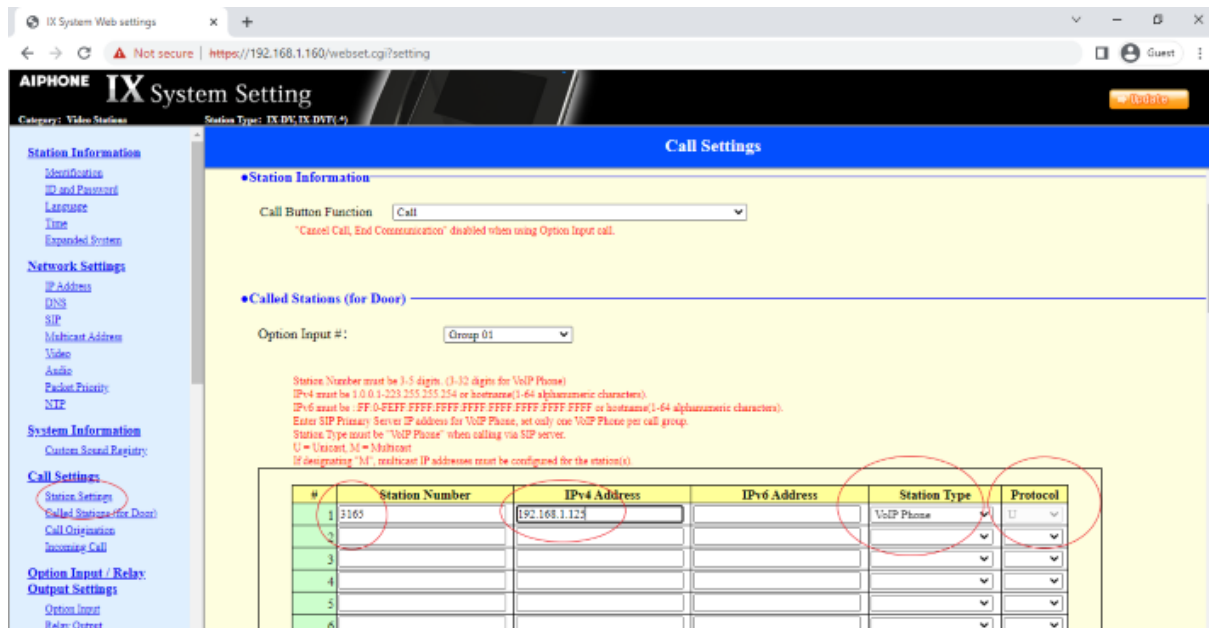 IX System Web settings
Not secure | https://192.168.1.160/webset.cgi?setting
Guest
AIPHONE IX System Setting
Update
Category: Video Stations Station Type: IX-DV, IX-DVF(-*)
Call Settings
Station Information
Identification
ID and Password
Language
Time
Expanded System
Network Settings
IP Address
DNS
SIP
Multicast Address
Video
Audio
Packet Priority
NTP
System Information
Custom Sound Registry
Call Settings
Station Settings
Called Stations (for Door)
Call Origination
Incoming Call
Option Input / Relay
Output Settings
Option Input
Relay Output
●Station Information
Call Button Function Call
"Cancel Call, End Communication" disabled when using Option Input call.
●Called Stations (for Door)
Option Input #: Group 01
Station Number must be 3-5 digits. (3-32 digits for VoIP Phone)
IPv4 must be 1.0.0.1-223.255.255.254 or hostname(1-64 alphanumeric characters).
IPv6 must be ::FF:0-FEFF:FFFF:FFFF:FFFF:FFFF:FFFF:FFFF:FFFF or hostname(1-64 alphanumeric characters).
Enter SIP Primary Server IP address for VoIP Phone, set only one VoIP Phone per call group.
Station Type must be "VoIP Phone" when calling via SIP server.
U = Unicast, M = Multicast
If designating "M", multicast IP addresses must be configured for the station(s).
# Station Number IPv4 Address IPv6 Address Station Type Protocol
1 3165 192.168.1.125 VoIP Phone U
2
3
4
5
6